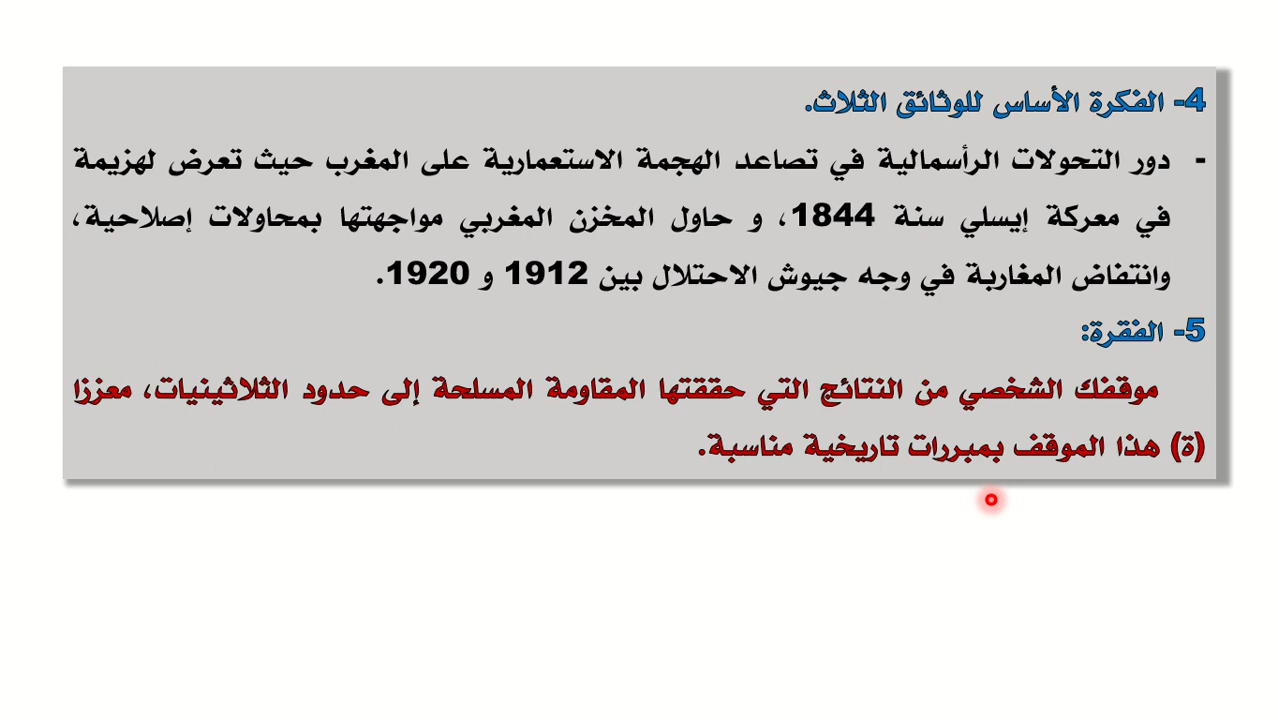 4- الفكرة الأساس للوثائق الثلاث.
- دور التحولات الرأسمالية في تصاعد الهجمة الاستعمارية على المغرب حيث تعرض لهزيمة
في معركة إيسلي سنة 1844، و حاول المخزن المغربي مواجهتها بمحاولات إصلاحية،
وانتفاض المغاربة في وجه جيوش الاحتلال بين 1912 و 1920.
5- الفقرة:
موقفك الشخصي من النتائج التي حققتها المقاومة المسلحة إلى حدود الثلاثينيات، معززا
(ة) هذا الموقف بمبررات تاريخية مناسبة.